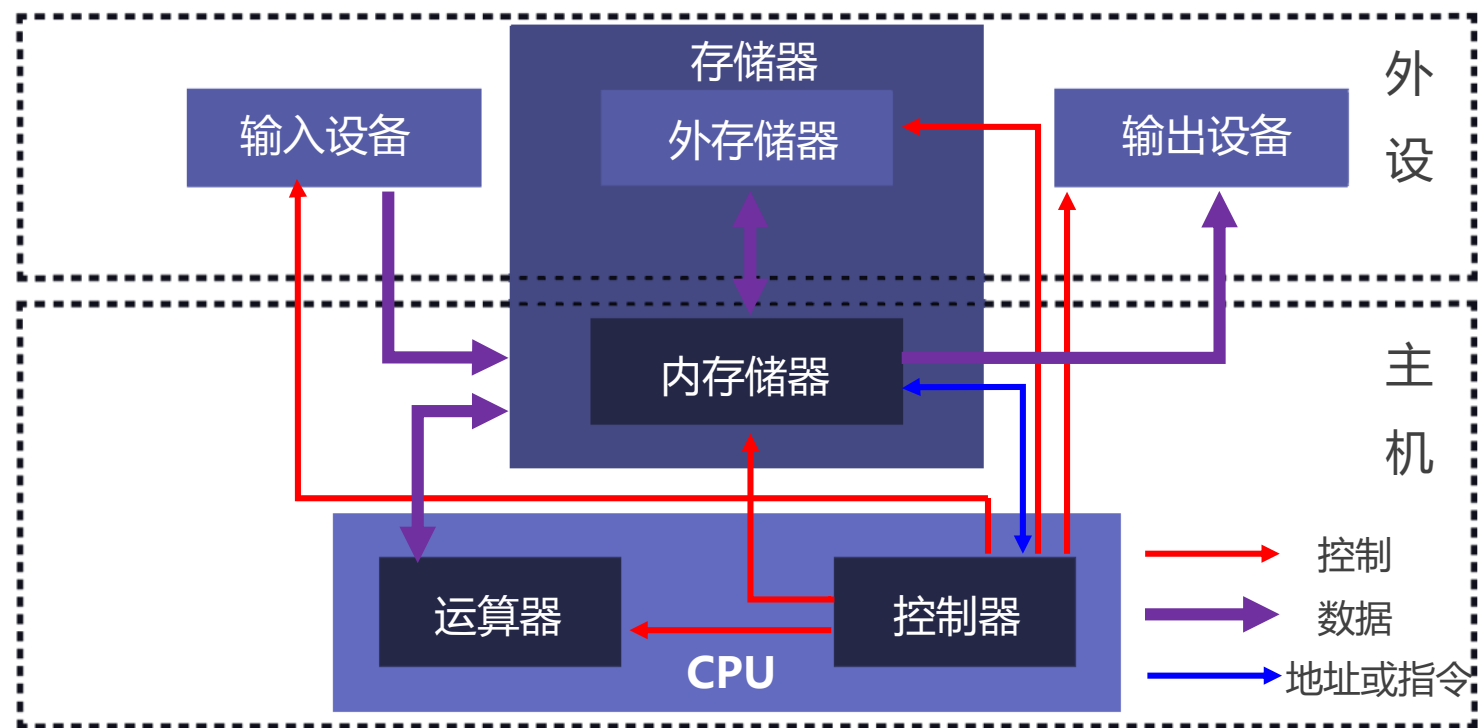 存储器
外设
输入设备
外存储器
输出设备
内存储器
主机
控制
运算器
控制器
数据
CPU
地址或指令